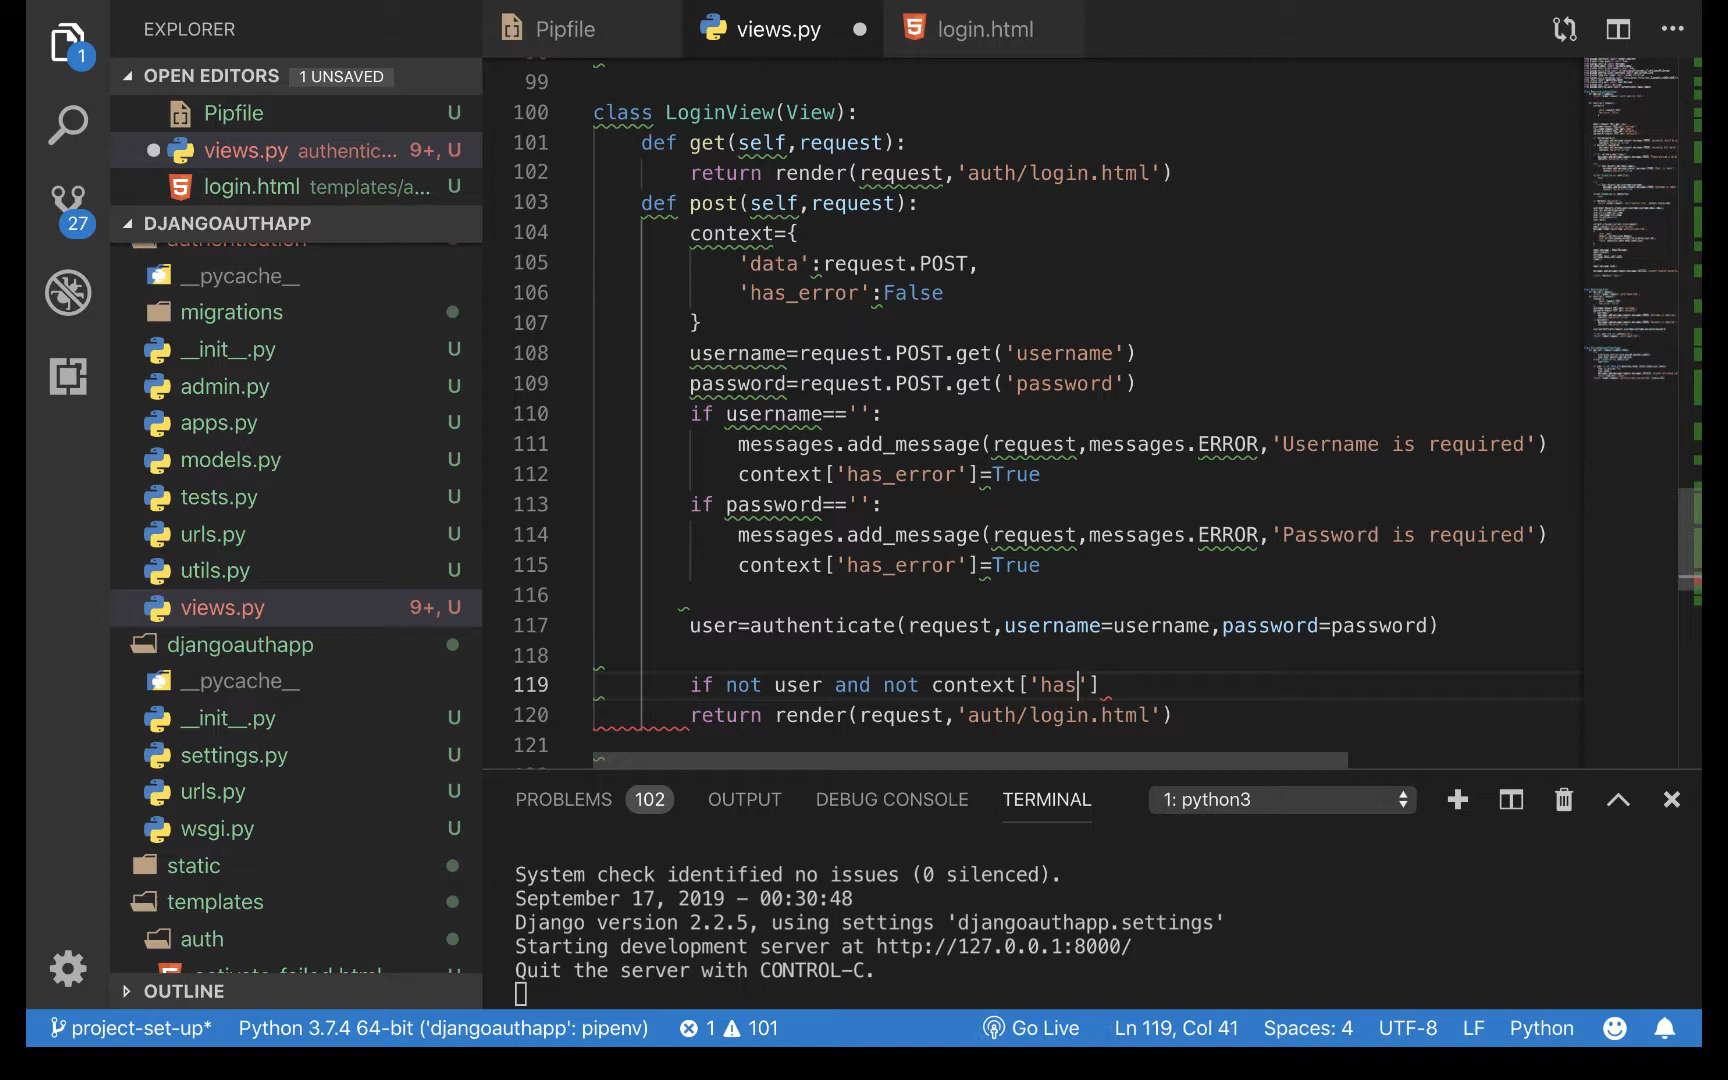 EXPLORER
OPEN EDITORS 1 UNSAVED
Pipfile U
views.py authentic... 9+, U
login.html templates/a... U
DJANGOAUTHAPP
authentication
__pycache__
migrations
__init__.py U
admin.py U
apps.py U
models.py U
tests.py U
urls.py U
utils.py U
views.py 9+, U
djangoauthapp
__pycache__
__init__.py U
settings.py U
urls.py U
wsgi.py U
static
templates
auth
activate_failed.html U
OUTLINE
1
27
Pipfile views.py login.html
99
100 class LoginView(View):
101 def get(self,request):
102 return render(request,'auth/login.html')
103 def post(self,request):
104 context={
105 'data':request.POST,
106 'has_error':False
107 }
108 username=request.POST.get('username')
109 password=request.POST.get('password')
110 if username=='':
111 messages.add_message(request,messages.ERROR,'Username is required')
112 context['has_error']=True
113 if password=='':
114 messages.add_message(request,messages.ERROR,'Password is required')
115 context['has_error']=True
116
117 user=authenticate(request,username=username,password=password)
118
119 if not user and not context['has']
120 return render(request,'auth/login.html')
121
PROBLEMS 102 OUTPUT DEBUG CONSOLE TERMINAL 1: python3
System check identified no issues (0 silenced).
September 17, 2019 - 00:30:48
Django version 2.2.5, using settings 'djangoauthapp.settings'
Starting development server at http://127.0.0.1:8000/
Quit the server with CONTROL-C.
project-set-up* Python 3.7.4 64-bit ('djangoauthapp': pipenv) 1 101 Go Live Ln 119, Col 41 Spaces: 4 UTF-8 LF Python